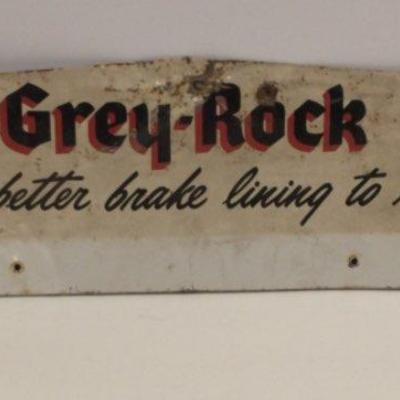 Grey-Rock
better brake lining to